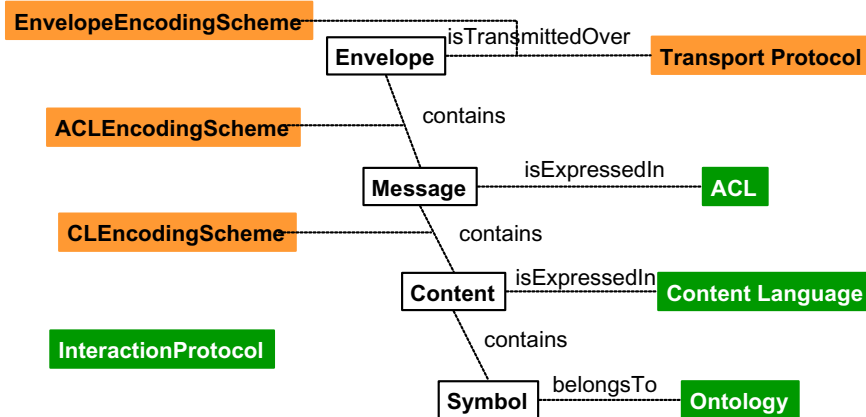 EnvelopeEncodingScheme
isTransmittedOver
Envelope
Transport Protocol
contains
ACLEncodingScheme
isExpressedIn
Message
ACL
CLEncodingScheme
contains
isExpressedIn
Content
Content Language
contains
InteractionProtocol
belongsTo
Symbol
Ontology